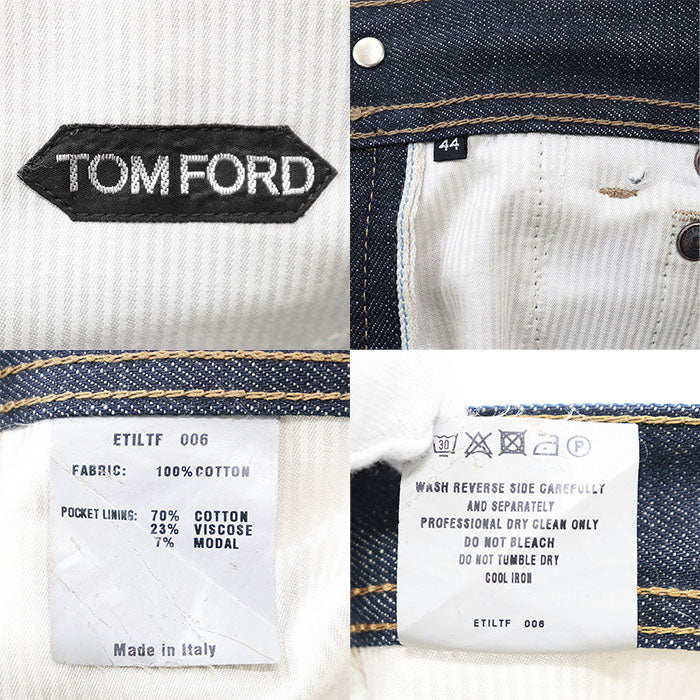 TOM FORD
44
ETILTF 006
FABRIC: 100% COTTON
POCKET LINING: 70% COTTON
23% VISCOSE
7% MODAL
Made in Italy
30 P
WASH REVERSE SIDE CAREFULLY
AND SEPARATELY
PROFESSIONAL DRY CLEAN ONLY
DO NOT BLEACH
DO NOT TUMBLE DRY
COOL IRON
ETILTF 006